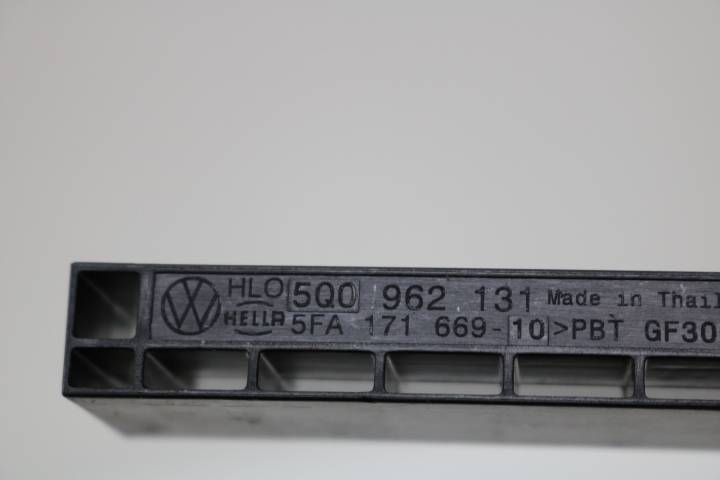 HLO 5Q0 962 131 Made in Thail
HELLA 5FA 171 669-10 >PBT GF30